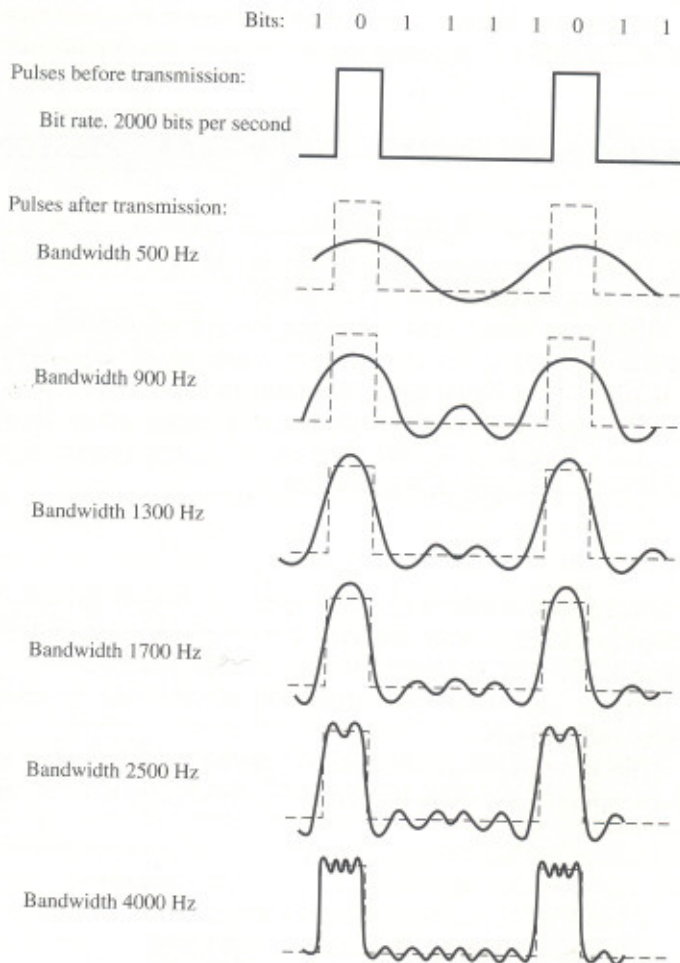 Bits: 1 0 1 1 1 1 0 1 1
Pulses before transmission:
Bit rate. 2000 bits per second
Pulses after transmission:
Bandwidth 500 Hz
Bandwidth 900 Hz
Bandwidth 1300 Hz
Bandwidth 1700 Hz
Bandwidth 2500 Hz
Bandwidth 4000 Hz